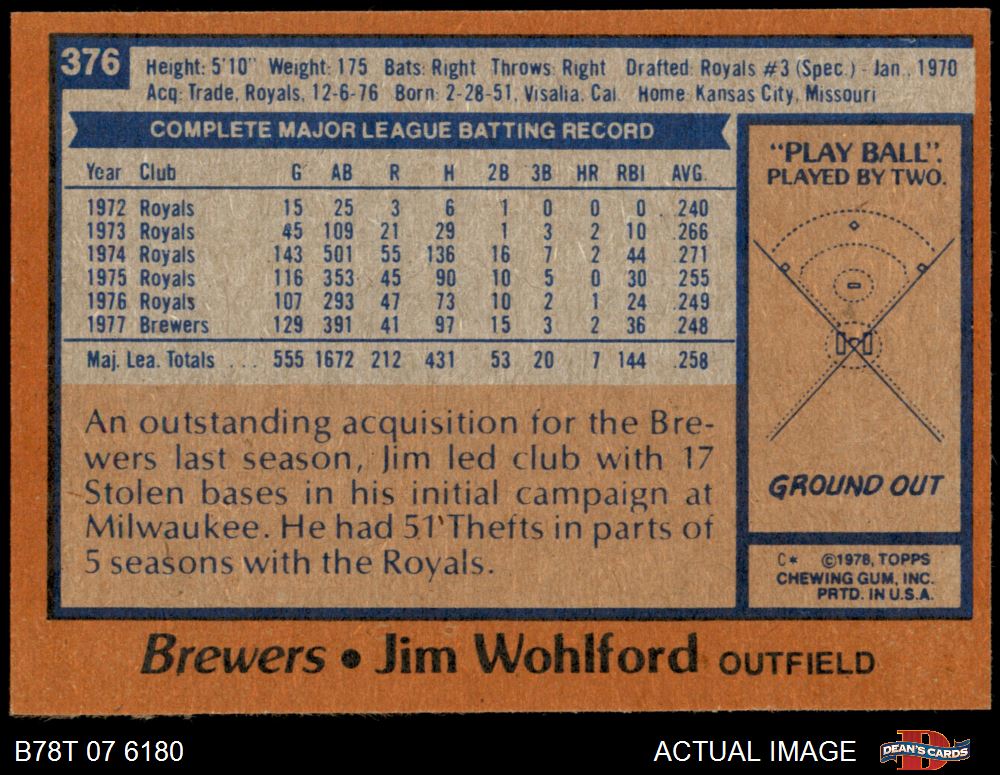 376
Height: 5'10" Weight: 175 Bats: Right Throws: Right Drafted: Royals #3 (Spec.) - Jan., 1970
Acq: Trade, Royals, 12-6-76 Born: 2-28-51, Visalia, Cal. Home: Kansas City, Missouri
COMPLETE MAJOR LEAGUE BATTING RECORD
Year Club G AB R H 2B 3B HR RBI AVG.
1972 Royals 15 25 3 6 1 0 0 0 .240
1973 Royals 45 109 21 29 1 3 2 10 .266
1974 Royals 143 501 55 136 16 7 2 44 .271
1975 Royals 116 353 45 90 10 5 0 30 .255
1976 Royals 107 293 47 73 10 2 1 24 .249
1977 Brewers 129 391 41 97 15 3 2 36 .248
Maj. Lea. Totals ... 555 1672 212 431 53 20 7 144 .258
An outstanding acquisition for the Bre-
wers last season, Jim led club with 17
Stolen bases in his initial campaign at
Milwaukee. He had 51 Thefts in parts of
5 seasons with the Royals.
"PLAY BALL".
PLAYED BY TWO.
GROUND OUT
C* ©1978, TOPPS
CHEWING GUM, INC.
PRTD. IN U.S.A.
Brewers • Jim Wohlford OUTFIELD
B78T 07 6180 ACTUAL IMAGE DEAN'S CARDS